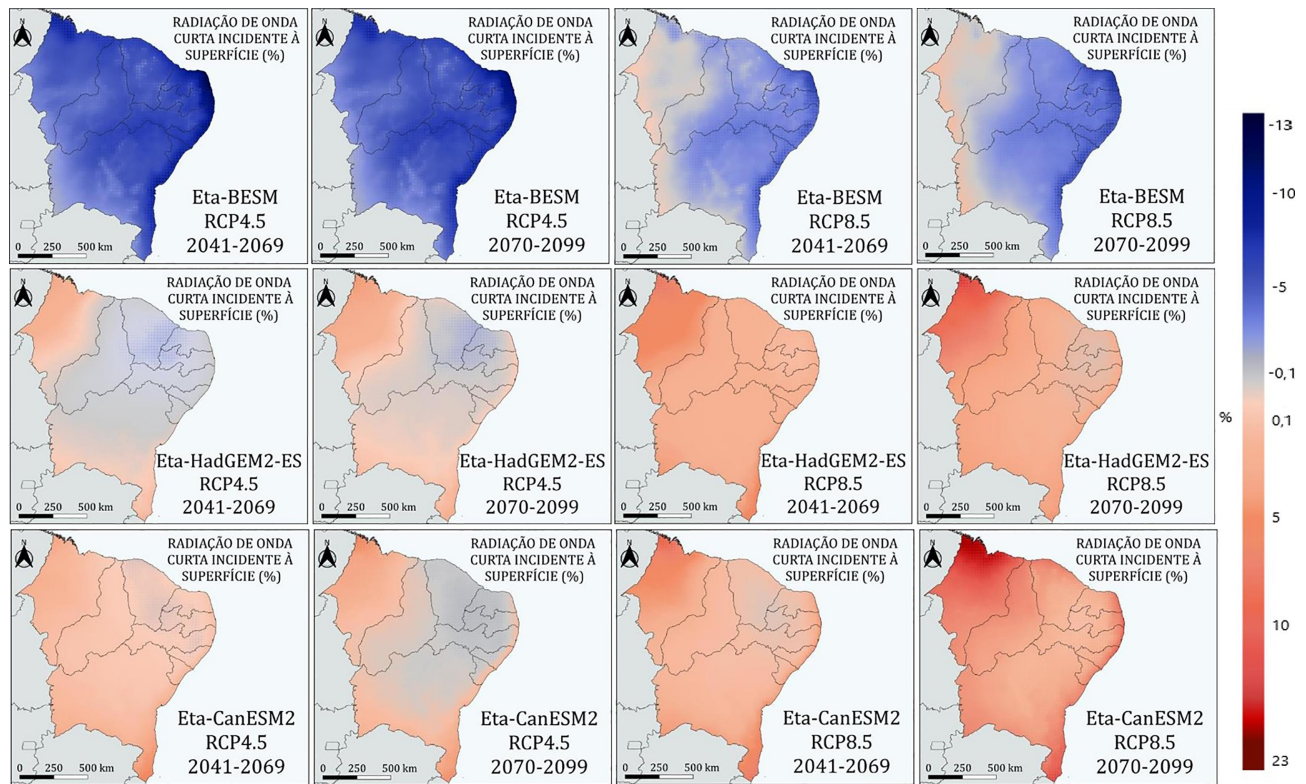 N
RADIAÇÃO DE ONDA
CURTA INCIDENTE À
SUPERFÍCIE (%)
Eta-BESM
RCP4.5
2041-2069
0 250 500 km
N
RADIAÇÃO DE ONDA
CURTA INCIDENTE À
SUPERFÍCIE (%)
Eta-BESM
RCP4.5
2070-2099
0 250 500 km
N
RADIAÇÃO DE ONDA
CURTA INCIDENTE À
SUPERFÍCIE (%)
Eta-BESM
RCP8.5
2041-2069
0 250 500 km
N
RADIAÇÃO DE ONDA
CURTA INCIDENTE À
SUPERFÍCIE (%)
Eta-BESM
RCP8.5
2070-2099
0 250 500 km
N
RADIAÇÃO DE ONDA
CURTA INCIDENTE À
SUPERFÍCIE (%)
Eta-HadGEM2-ES
RCP4.5
2041-2069
0 250 500 km
N
RADIAÇÃO DE ONDA
CURTA INCIDENTE À
SUPERFÍCIE (%)
Eta-HadGEM2-ES
RCP4.5
2070-2099
0 250 500 km
N
RADIAÇÃO DE ONDA
CURTA INCIDENTE À
SUPERFÍCIE (%)
Eta-HadGEM2-ES
RCP8.5
2041-2069
0 250 500 km
N
RADIAÇÃO DE ONDA
CURTA INCIDENTE À
SUPERFÍCIE (%)
Eta-HadGEM2-ES
RCP8.5
2070-2099
0 250 500 km
N
RADIAÇÃO DE ONDA
CURTA INCIDENTE À
SUPERFÍCIE (%)
Eta-CanESM2
RCP4.5
2041-2069
0 250 500 km
N
RADIAÇÃO DE ONDA
CURTA INCIDENTE À
SUPERFÍCIE (%)
Eta-CanESM2
RCP4.5
2070-2099
0 250 500 km
N
RADIAÇÃO DE ONDA
CURTA INCIDENTE À
SUPERFÍCIE (%)
Eta-CanESM2
RCP8.5
2041-2069
0 250 500 km
N
RADIAÇÃO DE ONDA
CURTA INCIDENTE À
SUPERFÍCIE (%)
Eta-CanESM2
RCP8.5
2070-2099
0 250 500 km
%
-13
-10
-5
-0,1
0,1
5
10
23